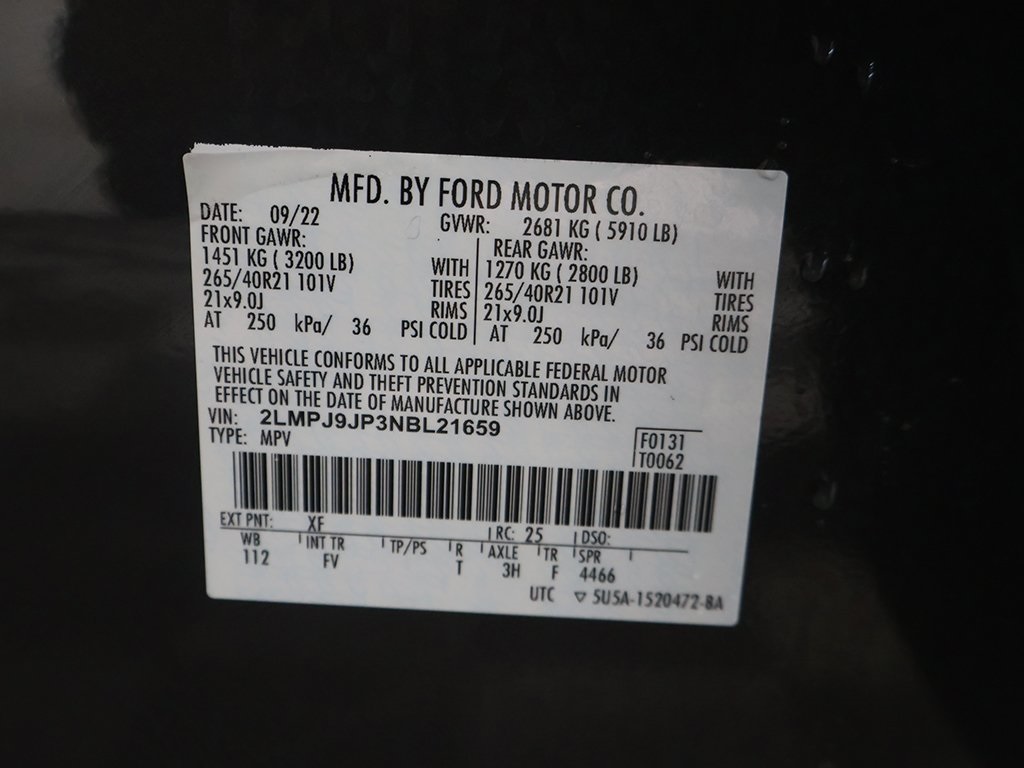 MFD. BY FORD MOTOR CO.
DATE: 09/22 GVWR: 2681 KG ( 5910 LB)
FRONT GAWR: REAR GAWR:
1451 KG ( 3200 LB) WITH 1270 KG ( 2800 LB) WITH
265/40R21 101V TIRES 265/40R21 101V TIRES
21x9.0J RIMS 21x9.0J RIMS
AT 250 kPa/ 36 PSI COLD AT 250 kPa/ 36 PSI COLD
THIS VEHICLE CONFORMS TO ALL APPLICABLE FEDERAL MOTOR
VEHICLE SAFETY AND THEFT PREVENTION STANDARDS IN
EFFECT ON THE DATE OF MANUFACTURE SHOWN ABOVE.
VIN: 2LMPJ9JP3NBL21659
TYPE: MPV F0131
T0062
EXT PNT: XF RC: 25 DSO:
WB INT TR TP/PS R AXLE TR SPR
112 FV T 3H F 4466
UTC ▽ 5U5A-1520472-BA